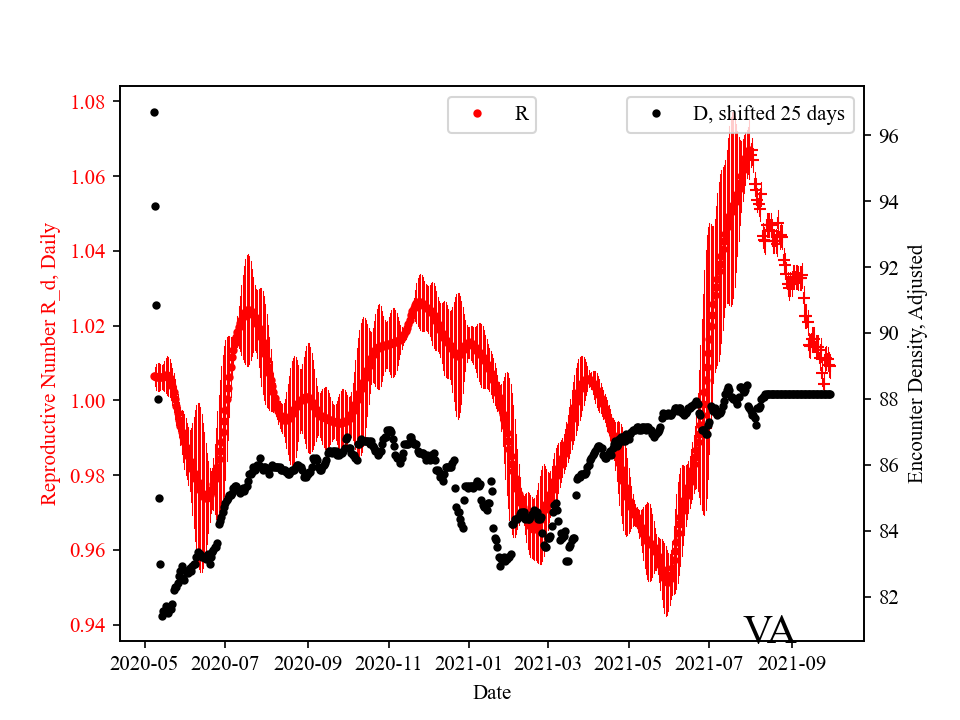 R
D, shifted 25 days
1.08
1.06
1.04
1.02
1.00
0.98
0.96
0.94
Reproductive Number R_d, Daily
96
94
92
90
88
86
84
82
Encounter Density, Adjusted
VA
2020-05 2020-07 2020-09 2020-11 2021-01 2021-03 2021-05 2021-07 2021-09
Date